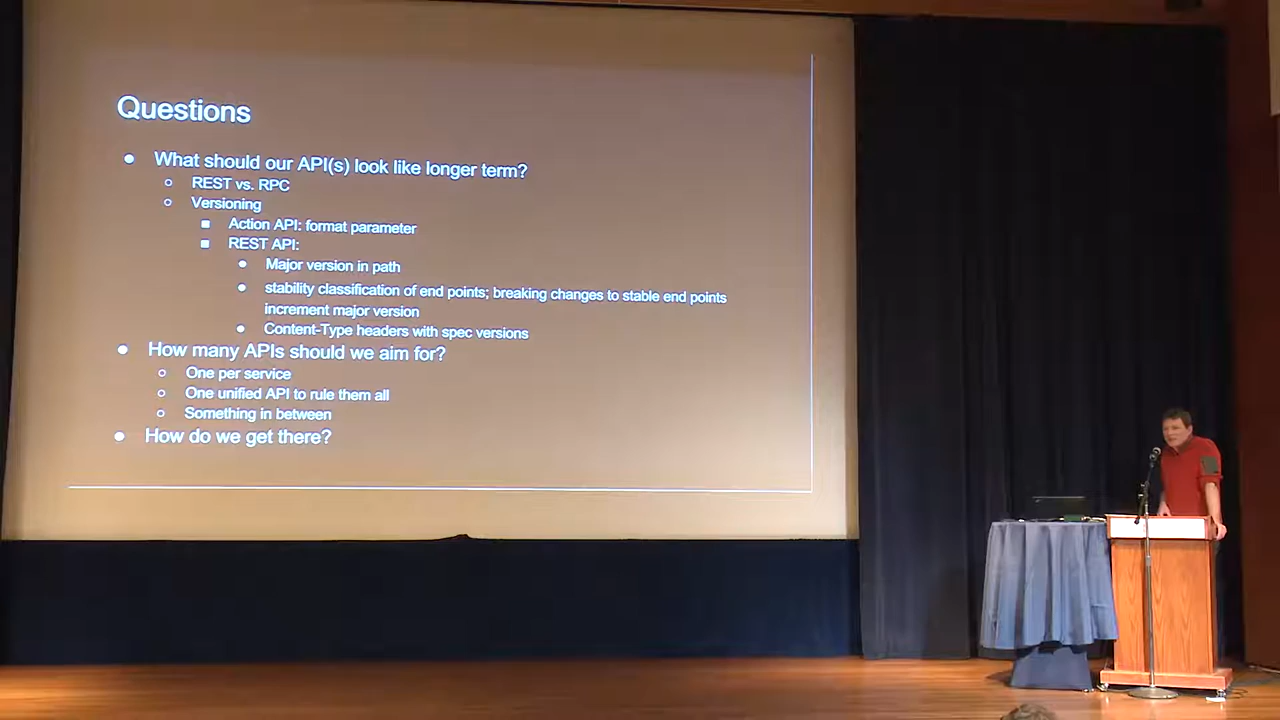 Questions
What should our API(s) look like longer term?
REST vs. RPC
Versioning
Action API: format parameter
REST API:
Major version in path
stability classification of end points; breaking changes to stable end points
increment major version
Content-Type headers with spec versions
How many APIs should we aim for?
One per service
One unified API to rule them all
Something in between
How do we get there?